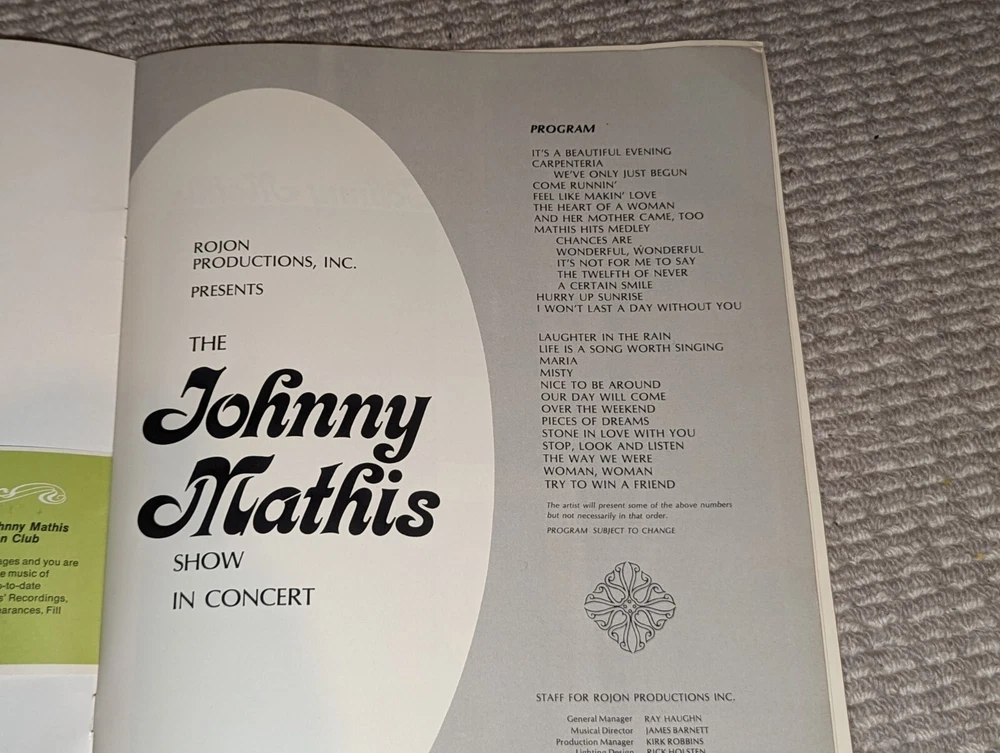 hnny Mathis
n Club
ages and you are
e music of
o-to-date
s' Recordings,
earances. Fill
ROJON
PRODUCTIONS, INC.
PRESENTS
THE
Johnny
Mathis
SHOW
IN CONCERT
PROGRAM
IT'S A BEAUTIFUL EVENING
CARPENTERIA
WE'VE ONLY JUST BEGUN
COME RUNNIN'
FEEL LIKE MAKIN' LOVE
THE HEART OF A WOMAN
AND HER MOTHER CAME, TOO
MATHIS HITS MEDLEY
CHANCES ARE
WONDERFUL, WONDERFUL
IT'S NOT FOR ME TO SAY
THE TWELFTH OF NEVER
A CERTAIN SMILE
HURRY UP SUNRISE
I WON'T LAST A DAY WITHOUT YOU
LAUGHTER IN THE RAIN
LIFE IS A SONG WORTH SINGING
MARIA
MISTY
NICE TO BE AROUND
OUR DAY WILL COME
OVER THE WEEKEND
PIECES OF DREAMS
STONE IN LOVE WITH YOU
STOP, LOOK AND LISTEN
THE WAY WE WERE
WOMAN, WOMAN
TRY TO WIN A FRIEND
The artist will present some of the above numbers
but not necessarily in that order.
PROGRAM SUBJECT TO CHANGE
STAFF FOR ROJON PRODUCTIONS INC.
General Manager RAY HAUGHN
Musical Director JAMES BARNETT
Production Manager KIRK ROBBINS
Lighting Design RICK HOLSTEN